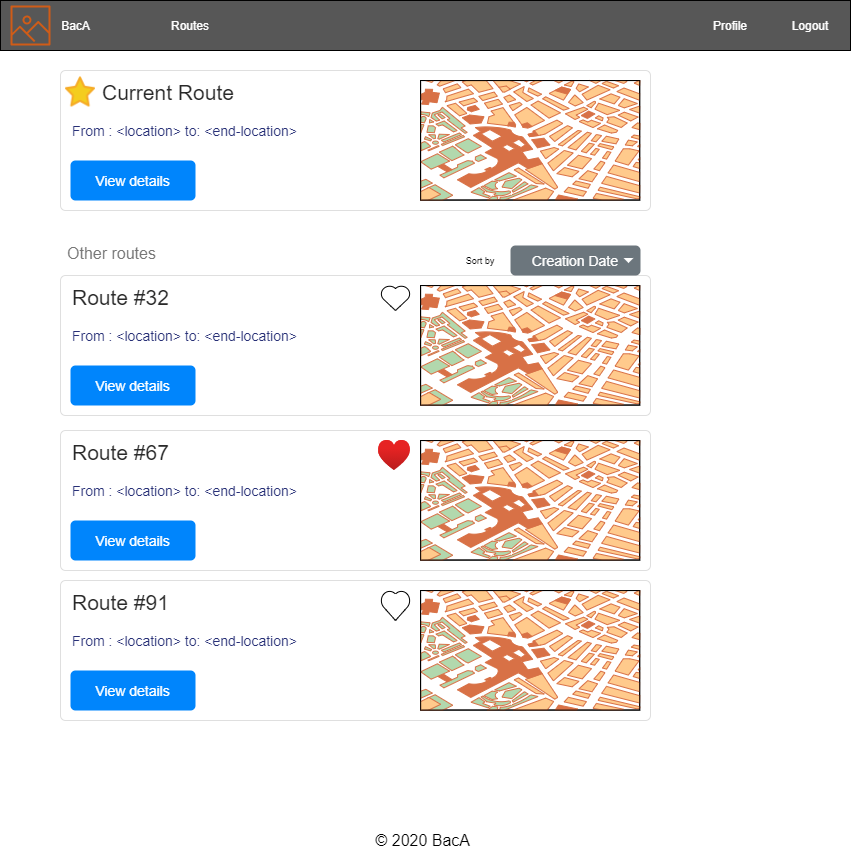 BacA Routes Profile Logout
Current Route
From : <location> to: <end-location>
View details
Other routes
Sort by Creation Date
Route #32
From : <location> to: <end-location>
View details
Route #67
From : <location> to: <end-location>
View details
Route #91
From : <location> to: <end-location>
View details
© 2020 BacA